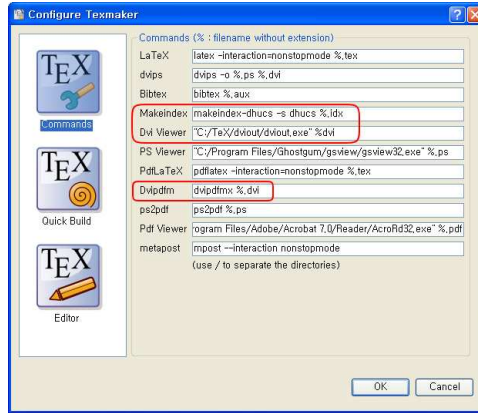 Configure Texmaker
Commands (% : filename without extension)
TEX
Commands
TEX
Quick Build
TEX
Editor
LaTeX latex -interaction=nonstopmode %.tex
dvips dvips -o %.ps %.dvi
Bibtex bibtex %.aux
Makeindex makeindex-dhucs -s dhucs %.idx
Dvi Viewer "C:/TeX/dviout/dviout.exe" %dvi
PS Viewer "C:/Program Files/Ghostgum/gsview/gsview32.exe" %.ps
PdfLaTeX pdflatex -interaction=nonstopmode %.tex
Dvipdfm dvipdfmx %.dvi
ps2pdf ps2pdf %.ps
Pdf Viewer ogram Files/Adobe/Acrobat 7.0/Reader/AcroRd32.exe" %.pdf
metapost mpost --interaction nonstopmode
(use / to separate the directories)
OK Cancel